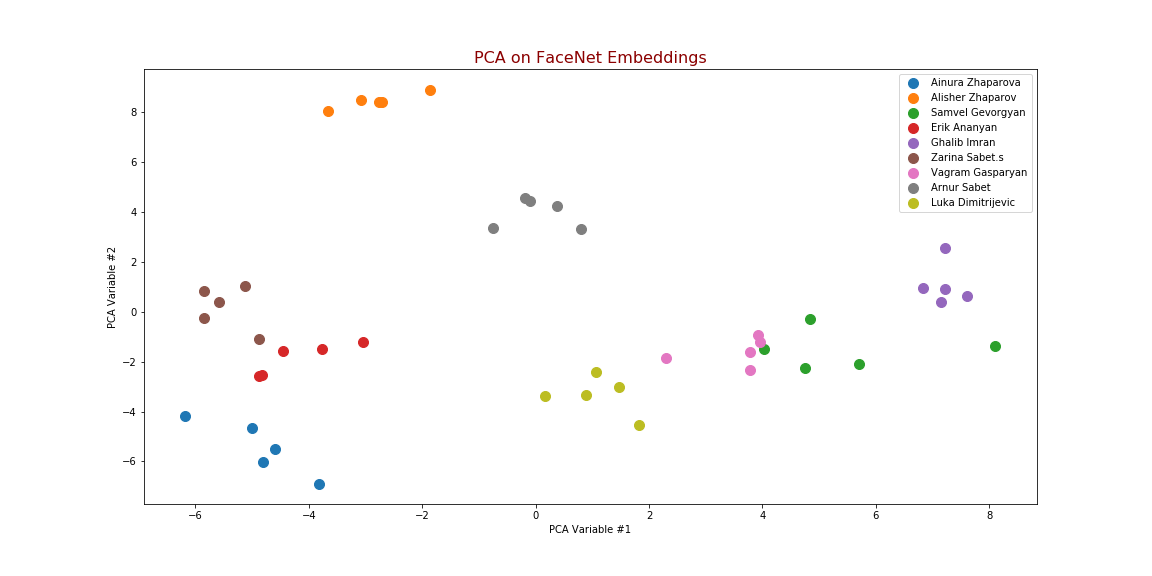 PCA on FaceNet Embeddings
Ainura Zhaparova
Alisher Zhaparov
Samvel Gevorgyan
Erik Ananyan
Ghalib Imran
Zarina Sabet.s
Vagram Gasparyan
Arnur Sabet
Luka Dimitrijevic
8
6
4
2
0
−2
−4
−6
PCA Variable #2
−6
−4
−2
0
2
4
6
8
PCA Variable #1